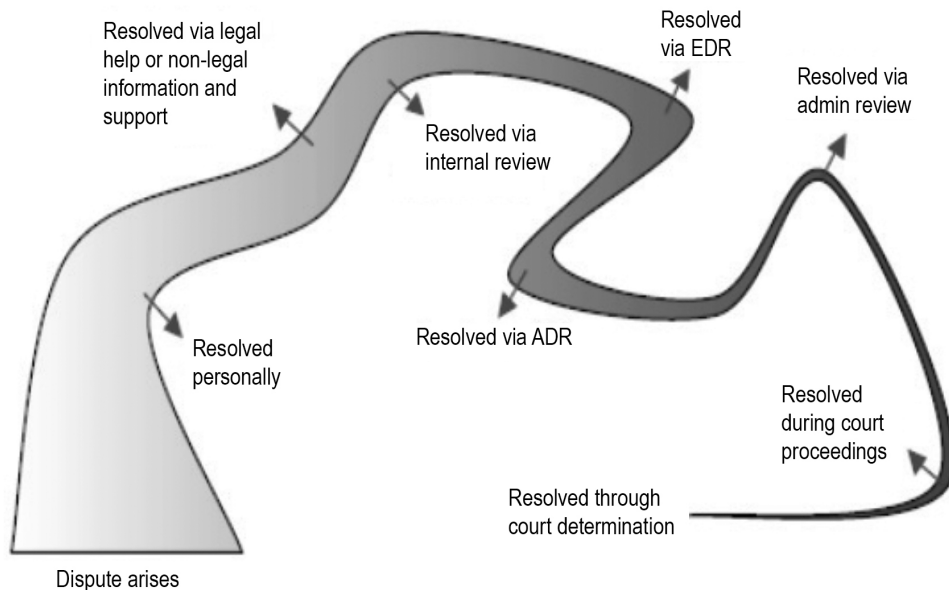 Resolved via legal
help or non-legal
information and
support
Resolved
via EDR
Resolved via
admin review
Resolved via
internal review
Resolved via ADR
Resolved
personally
Resolved
during court
proceedings
Resolved through
court determination
Dispute arises